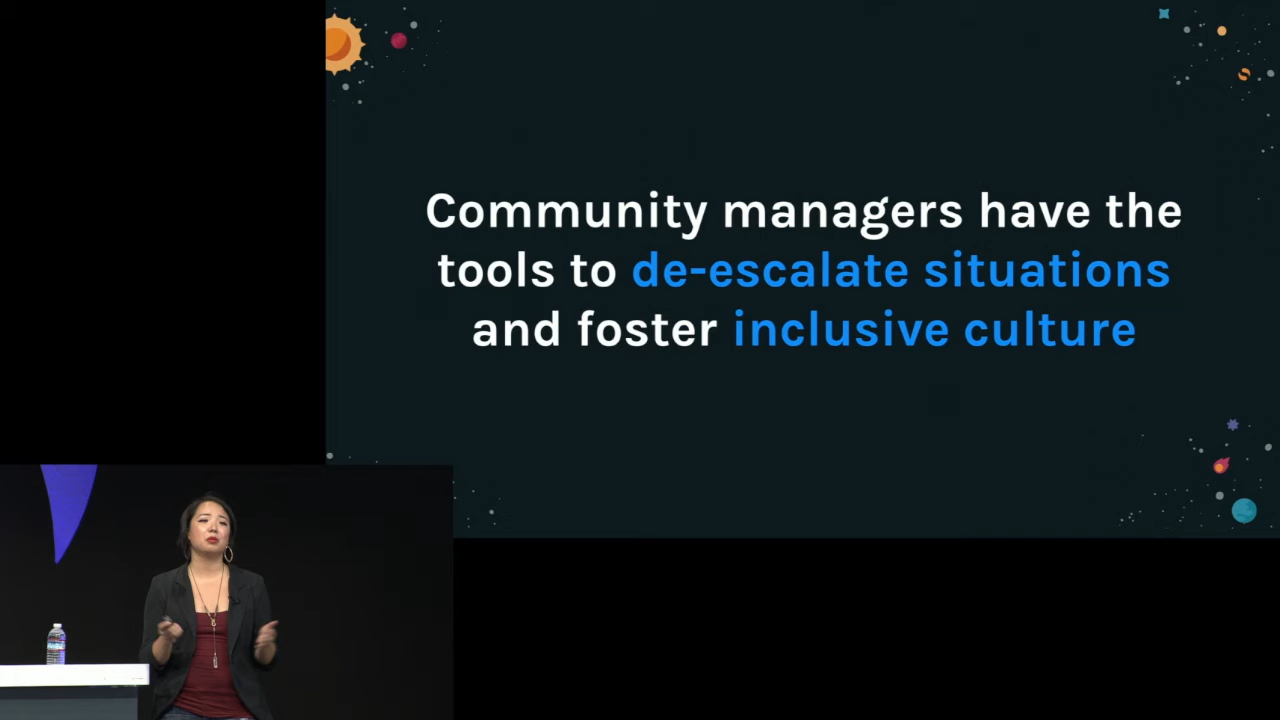 Community managers have the
tools to de-escalate situations
and foster inclusive culture